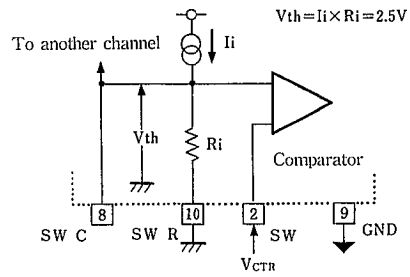 Vth=Ii×Ri=2.5V
To another channel
Ii
Vth
Ri
Comparator
8
10
2
9
SW C
SW R
SW
GND
VCTR